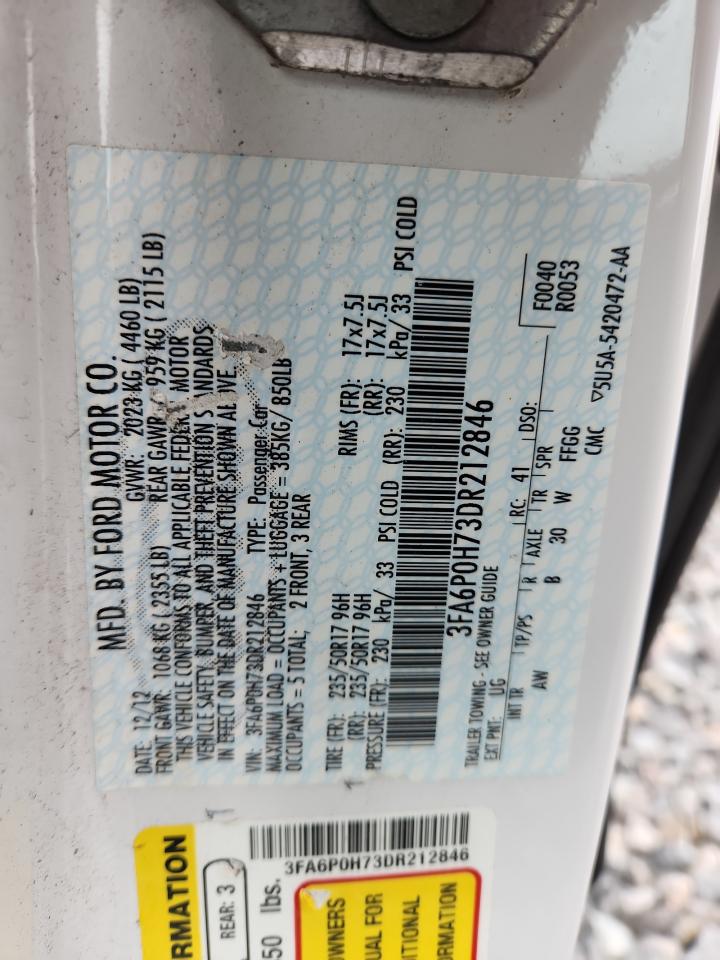 MFD. BY FORD MOTOR CO.
DATE: 12/12 GVWR: 2023 KG ( 4460 LB)
FRONT GAWR: 1068 KG ( 2355 LB) REAR GAWR: 959 KG ( 2115 LB)
THIS VEHICLE CONFORMS TO ALL APPLICABLE FEDER MOTOR
VEHICLE SAFETY, BUMPER, AND THEFT PREVENTION S ANDARDS
IN EFFECT ON THE DATE OF MANUFACTURE SHOWN AB VE.
VIN: 3FA6P0H73DR212846 TYPE: Passenger Car
MAXIMUM LOAD = OCCUPANTS + LUGGAGE = 385KG/ 850LB
OCCUPANTS = 5 TOTAL; 2 FRONT, 3 REAR
TIRE (FR): 235/50R17 96H RIMS (FR): 17x7.5J
(RR): 235/50R17 96H (RR): 17x7.5J
PRESSURE (FR): 230 kPa/ 33 PSI COLD (RR): 230 kPa/ 33 PSI COLD
3FA6P0H73DR212846
TRAILER TOWING - SEE OWNER GUIDE
F0040
R0053
EXT PNT: UG RC: 41 DSO:
INT TR TP/PS R AXLE TR SPR
AW B 30 W FFGG
CMC ▽5U5A-5420472-AA
3FA6P0H73DR212846
RMATION
REAR: 3
50 lbs.
OWNERS
UAL FOR
DITIONAL
ORMATION